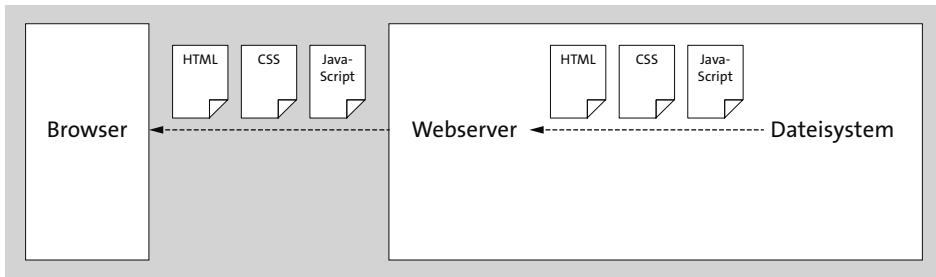 HTML
CSS
Java-
Script
HTML
CSS
Java-
Script
Browser
Webserver
Dateisystem